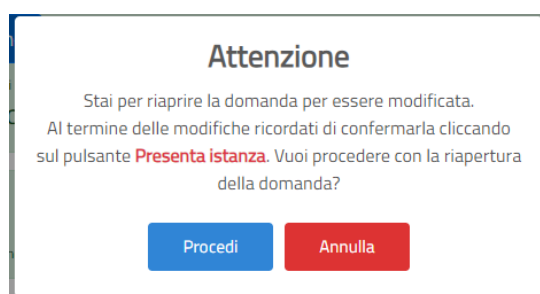 Attenzione
Stai per riaprire la domanda per essere modificata.
Al termine delle modifiche ricordati di confermarla cliccando
sul pulsante Presenta istanza. Vuoi procedere con la riapertura
della domanda?
Procedi Annulla